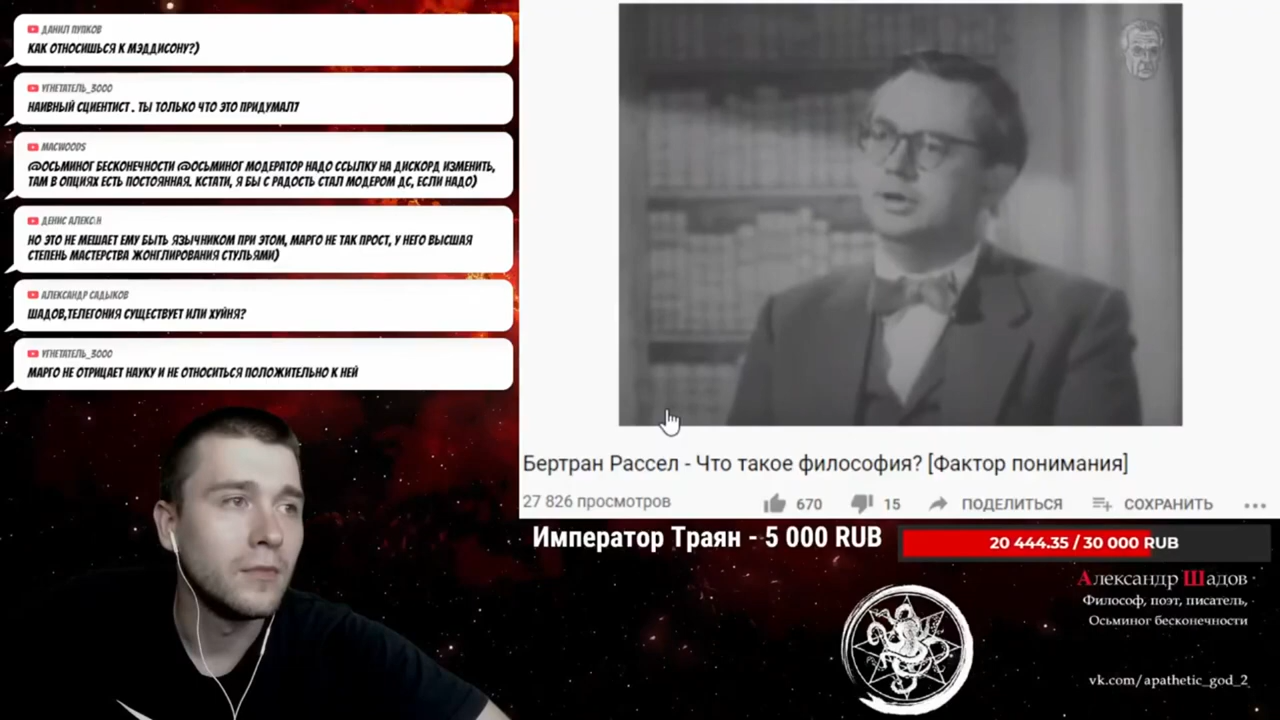 ДАНИЛ ПУПКОВ
КАК ОТНОСИШЬСЯ К МЭДДИСОНУ?)
УГНЕТАТЕЛЬ_3000
НАИВНЫЙ СЦИЕНТИСТ . ТЫ ТОЛЬКО ЧТО ЭТО ПРИДУМАЛ?
MACWOODS
@ОСЬМИНОГ БЕСКОНЕЧНОСТИ @ОСЬМИНОГ МОДЕРАТОР НАДО ССЫЛКУ НА ДИСКОРД ИЗМЕНИТЬ,
ТАМ В ОПЦИЯХ ЕСТЬ ПОСТОЯННАЯ. КСТАТИ, Я БЫ С РАДОСТЬ СТАЛ МОДЕРОМ ДС, ЕСЛИ НАДО)
ДЕНИС АЛЕКСОН
НО ЭТО НЕ МЕШАЕТ ЕМУ БЫТЬ ЯЗЫЧНИКОМ ПРИ ЭТОМ, МАРГО НЕ ТАК ПРОСТ, У НЕГО ВЫСШАЯ
СТЕПЕНЬ МАСТЕРСТВА ЖОНГЛИРОВАНИЯ СТУЛЬЯМИ)
АЛЕКСАНДР САДЫКОВ
ШАДОВ,ТЕЛЕГОНИЯ СУЩЕСТВУЕТ ИЛИ ХУЙНЯ?
УГНЕТАТЕЛЬ_3000
МАРГО НЕ ОТРИЦАЕТ НАУКУ И НЕ ОТНОСИТЬСЯ ПОЛОЖИТЕЛЬНО К НЕЙ
Бертран Рассел - Что такое философия? [Фактор понимания]
27 826 просмотров
670
15
ПОДЕЛИТЬСЯ
СОХРАНИТЬ
Император Траян - 5 000 RUB
20 444.35 / 30 000 RUB
Александр Шадов
Философ, поэт, писатель,
Осьминог бесконечности
vk.com/apathetic_god_2